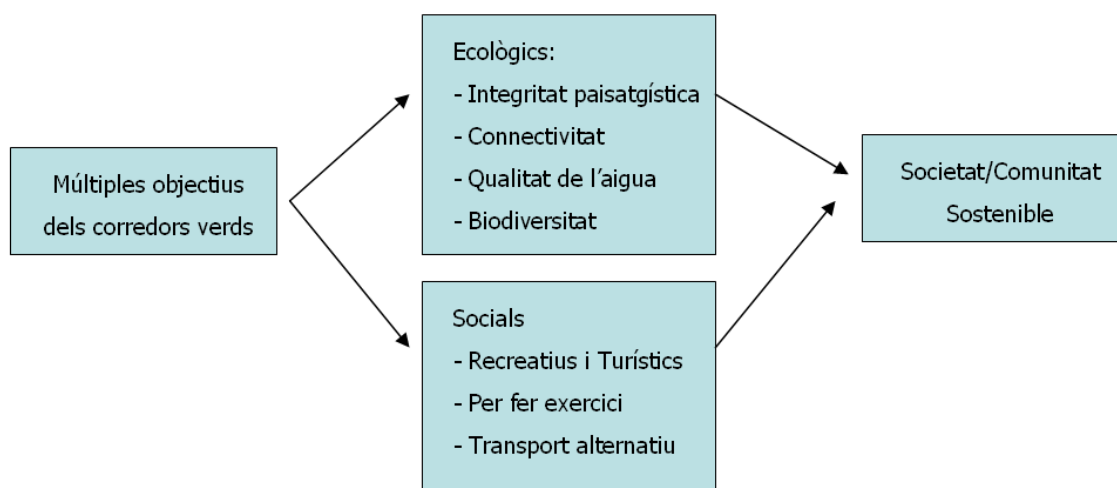 Múltiples objectius
dels corredors verds
Ecològics:
- Integritat paisatgística
- Connectivitat
- Qualitat de l'aigua
- Biodiversitat
Socials
- Recreatius i Turístics
- Per fer exercici
- Transport alternatiu
Societat/Comunitat
Sostenible